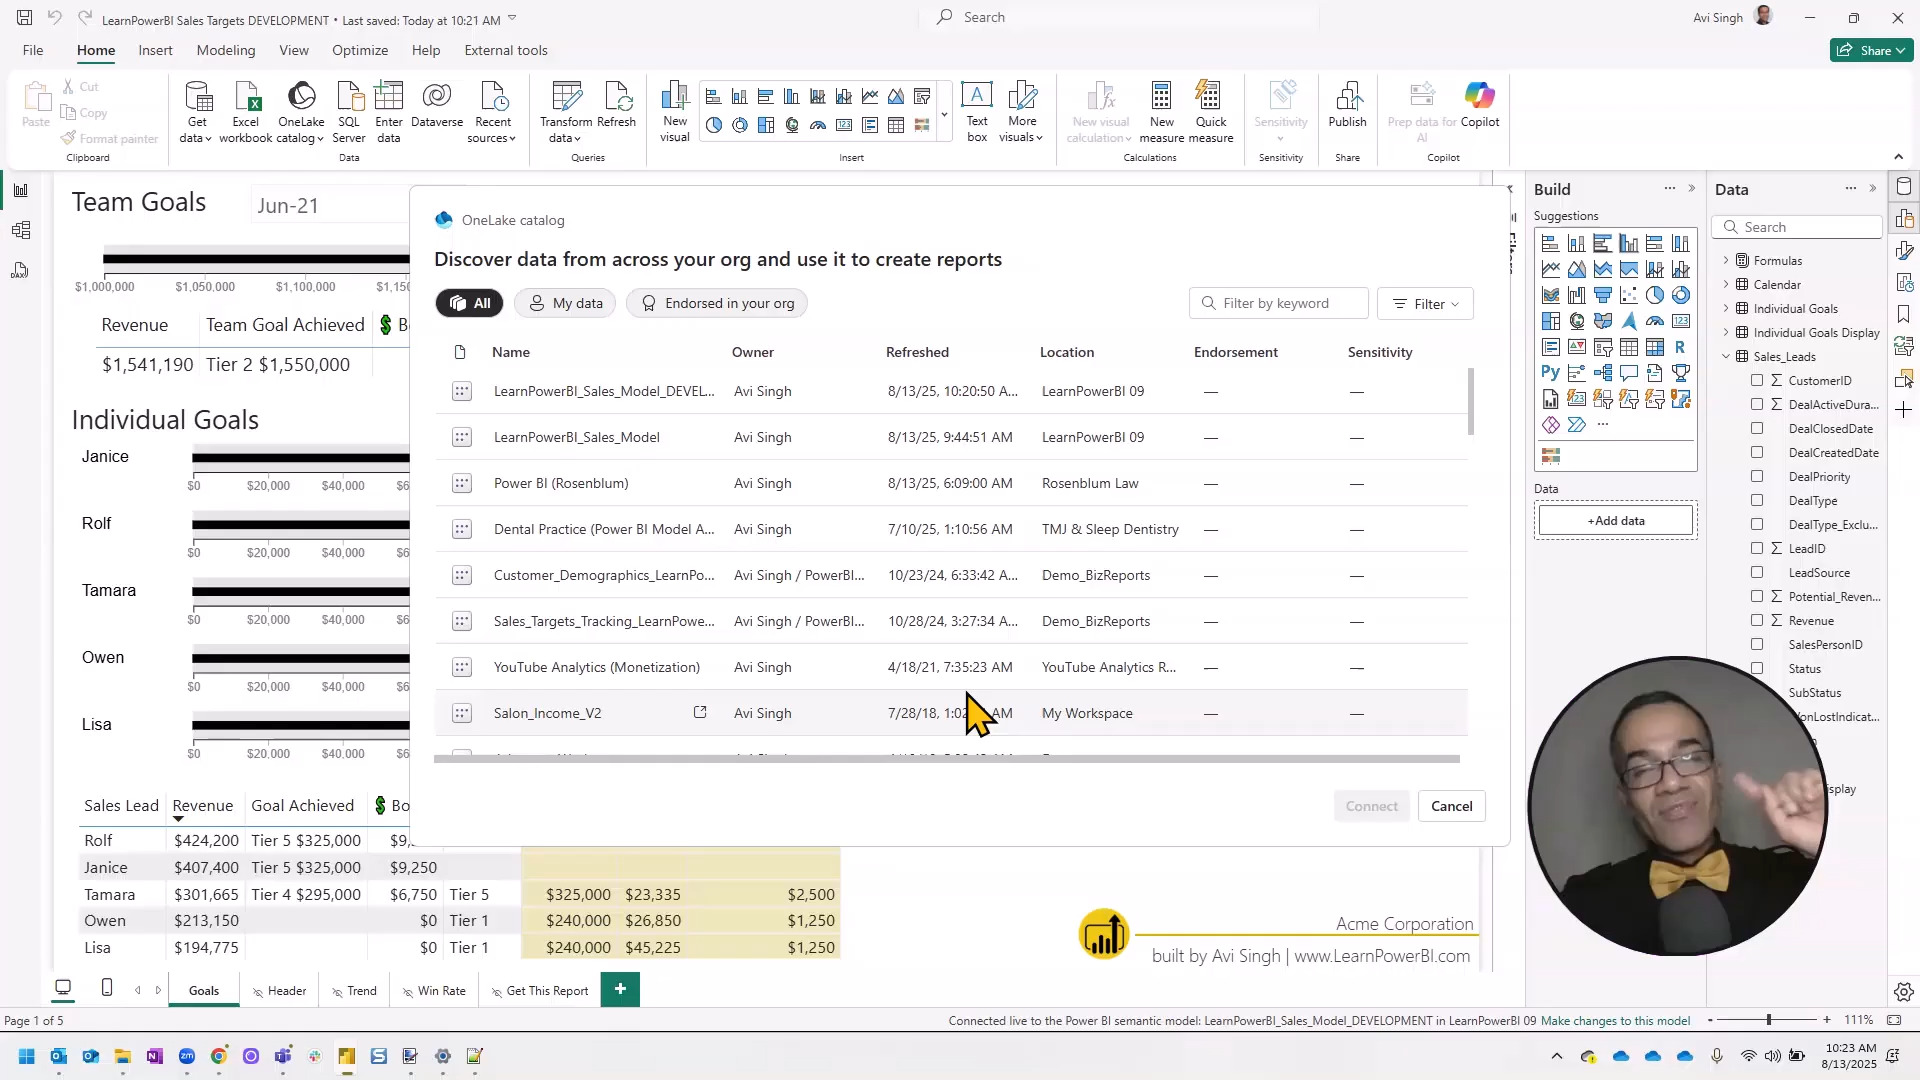 LearnPowerBI Sales Targets DEVELOPMENT • Last saved: Today at 10:21 AM
Search
Avi Singh
File Home Insert Modeling View Optimize Help External tools
Share
Paste
Cut
Copy
Format painter
Clipboard
Get data
Excel workbook
OneLake catalog
SQL Server
Enter data
Dataverse
Recent sources
Data
Transform data
Refresh
Queries
New visual
Text box
More visuals
Insert
New visual calculation
New measure
Quick measure
Calculations
Sensitivity
Sensitivity
Publish
Share
Prep data for AI
Copilot
Copilot
Team Goals
Jun-21
$1,000,000 $1,050,000 $1,100,000
Revenue Team Goal Achieved
$1,541,190 Tier 2 $1,550,000
Individual Goals
Janice
$0 $20,000 $40,000
Rolf
$0 $20,000 $40,000
Tamara
$0 $20,000 $40,000
Owen
$0 $20,000 $40,000
Lisa
$0 $20,000 $40,000
Sales Lead Revenue Goal Achieved
Rolf $424,200 Tier 5 $325,000
Janice $407,400 Tier 5 $325,000 $9,250
Tamara $301,665 Tier 4 $295,000 $6,750 Tier 5 $325,000 $23,335 $2,500
Owen $213,150 $0 Tier 1 $240,000 $26,850 $1,250
Lisa $194,775 $0 Tier 1 $240,000 $45,225 $1,250
OneLake catalog
Discover data from across your org and use it to create reports
All My data Endorsed in your org
Filter by keyword
Filter
Name Owner Refreshed Location Endorsement Sensitivity
LearnPowerBI_Sales_Model_DEVEL... Avi Singh 8/13/25, 10:20:50 A... LearnPowerBI 09 — —
LearnPowerBI_Sales_Model Avi Singh 8/13/25, 9:44:51 AM LearnPowerBI 09 — —
Power BI (Rosenblum) Avi Singh 8/13/25, 6:09:00 AM Rosenblum Law — —
Dental Practice (Power BI Model A... Avi Singh 7/10/25, 1:10:56 AM TMJ & Sleep Dentistry — —
Customer_Demographics_LearnPo... Avi Singh / PowerBI... 10/23/24, 6:33:42 A... Demo_BizReports — —
Sales_Targets_Tracking_LearnPowe... Avi Singh / PowerBI... 10/28/24, 3:27:34 A... Demo_BizReports — —
YouTube Analytics (Monetization) Avi Singh 4/18/21, 7:35:23 AM YouTube Analytics R... — —
Salon_Income_V2 Avi Singh 7/28/18, 1:02 AM My Workspace — —
Connect Cancel
Acme Corporation
built by Avi Singh | www.LearnPowerBI.com
Build
Suggestions
Data
+Add data
Data
Search
Formulas
Calendar
Individual Goals
Individual Goals Display
Sales_Leads
CustomerID
DealActiveDura...
DealClosedDate
DealCreatedDate
DealPriority
DealType
DealType_Exclu...
LeadID
LeadSource
Potential_Reven...
Revenue
SalesPersonID
Status
SubStatus
Goals Header Trend Win Rate Get This Report
Page 1 of 5
Connected live to the Power BI semantic model: LearnPowerBI_Sales_Model_DEVELOPMENT in LearnPowerBI 09 Make changes to this model
111%
10:23 AM
8/13/2025